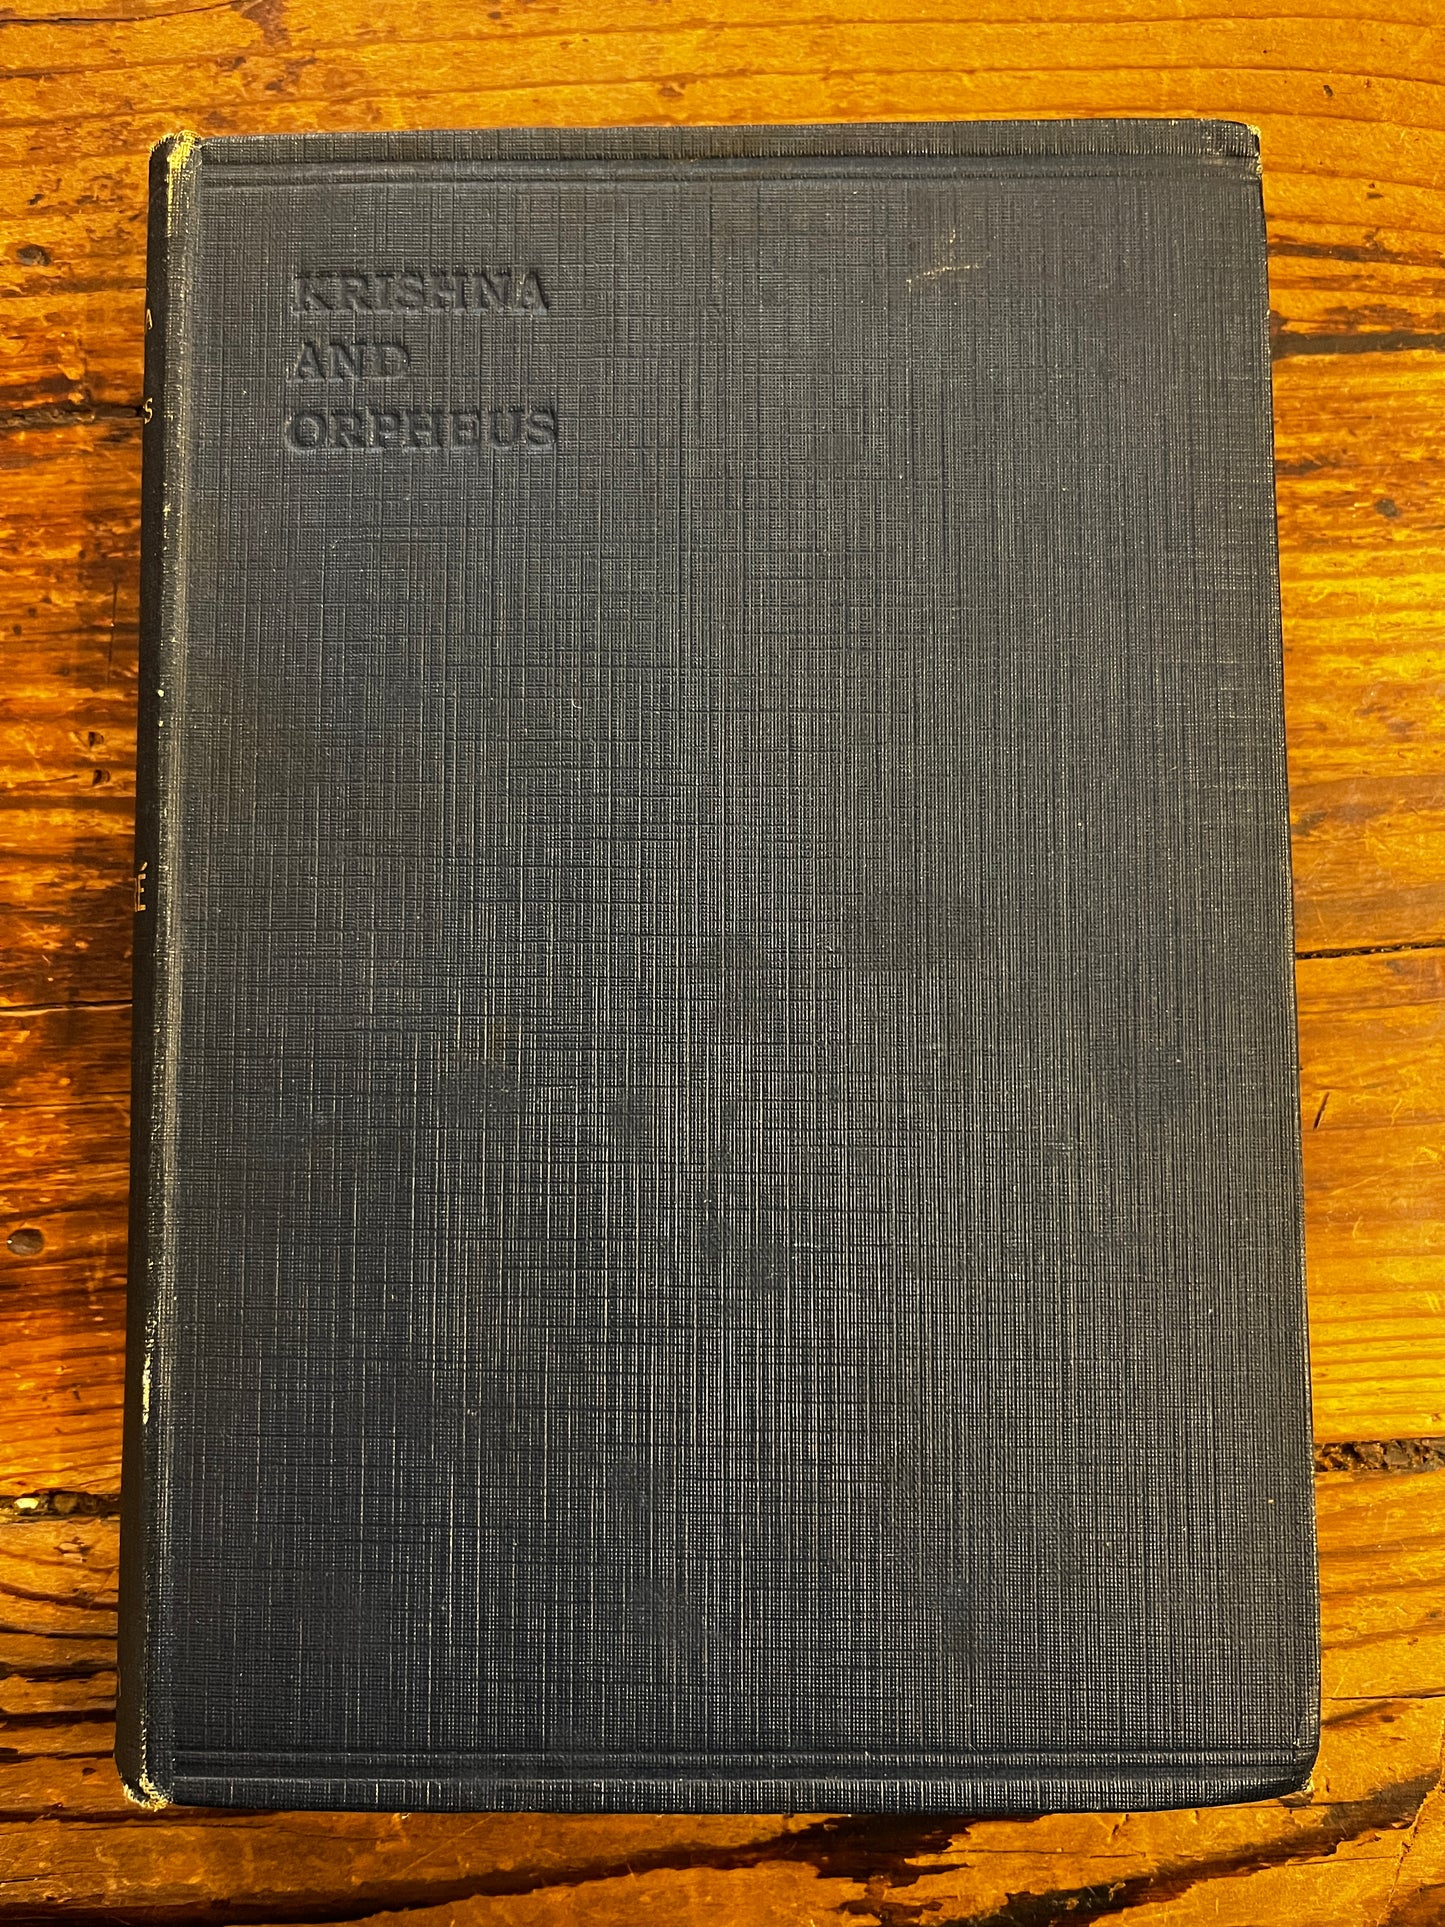 KRISHNA
AND
ORPHEUS
A
S
É